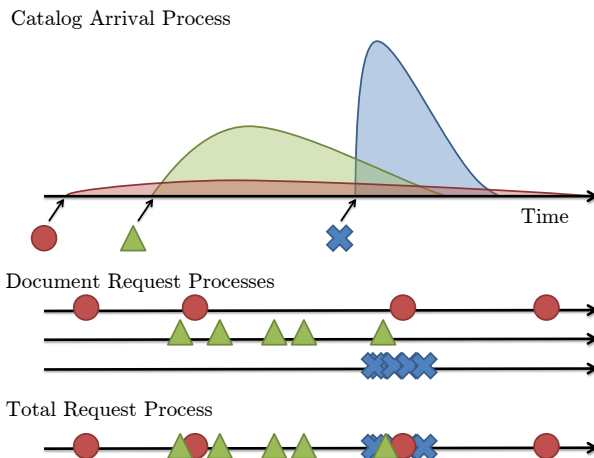 Catalog Arrival Process
Time
Document Request Processes
Total Request Process